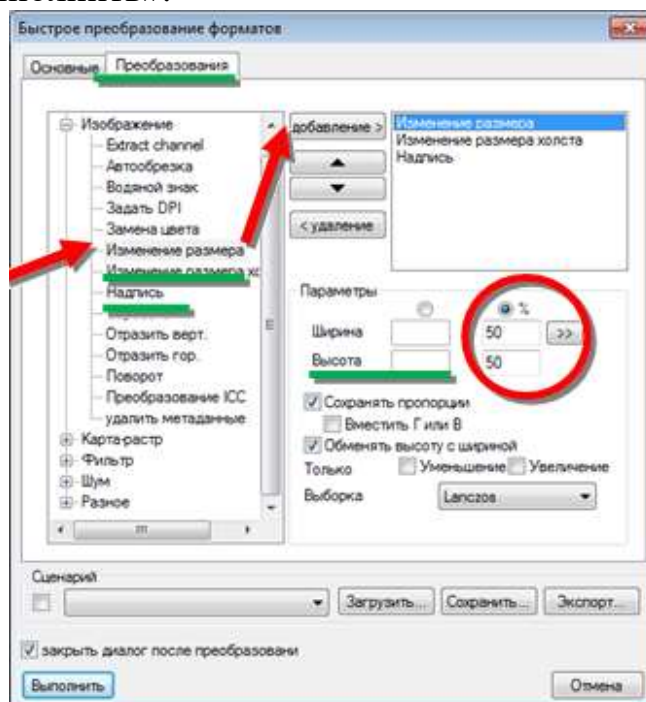 Быстрое преобразование форматов
Основные
Преобразования
Изображение
Extract channel
Автообрезка
Водяной знак
Задать DPI
Замена цвета
Изменение размера
Изменение размера хо
Надпись
Отразить верт.
Отразить гор.
Поворот
Преобразование ICC
удалить метаданные
Карта-растр
Фильтр
Шум
Разное
добавление >
< удаление
Изменение размера
Изменение размера холста
Надпись
Параметры
%
Ширина 50 >>
Высота 50
Сохранять пропорции
Вместить Г или В
Обменять высоту с шириной
Только Уменьшение Увеличение
Выборка Lanczos
Сценарий
Загрузить... Сохранить... Экспорт...
закрыть диалог после преобразовани
Выполнить Отмена